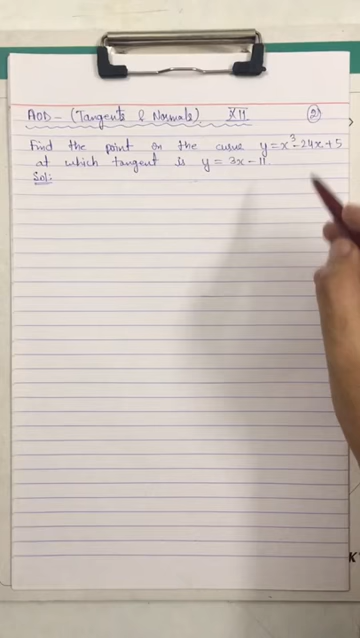 AOD - (Tangents & Normals) XII (2)
Find the point on the curve y = x³ - 24x + 5
at which tangent is y = 3x - 11.
Sol:
K